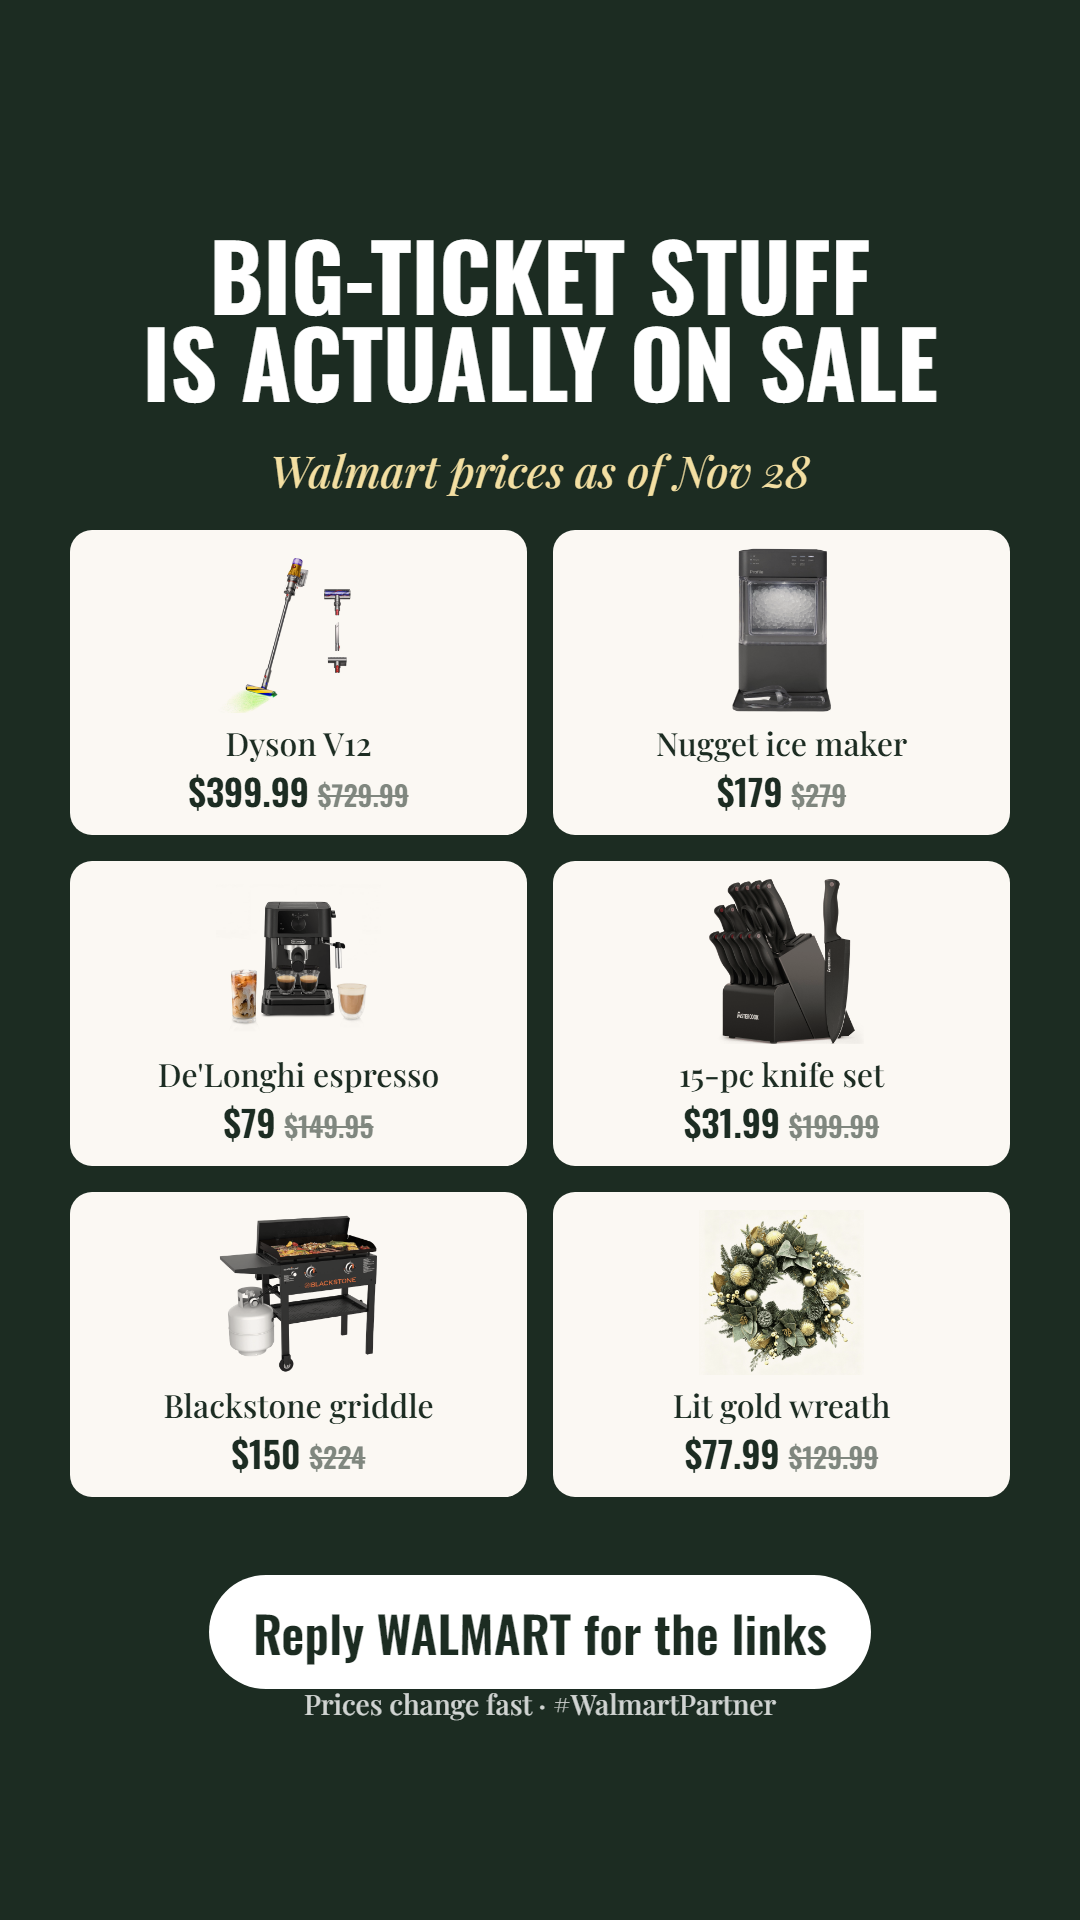 BIG-TICKET STUFF
IS ACTUALLY ON SALE
Walmart prices as of Nov 28
Dyson V12
$399.99 $729.99
Nugget ice maker
$179 $279
De'Longhi espresso
$79 $149.95
15-pc knife set
$31.99 $199.99
BLACKSTONE
Blackstone griddle
$150 $224
Lit gold wreath
$77.99 $129.99
Reply WALMART for the links
Prices change fast · #WalmartPartner